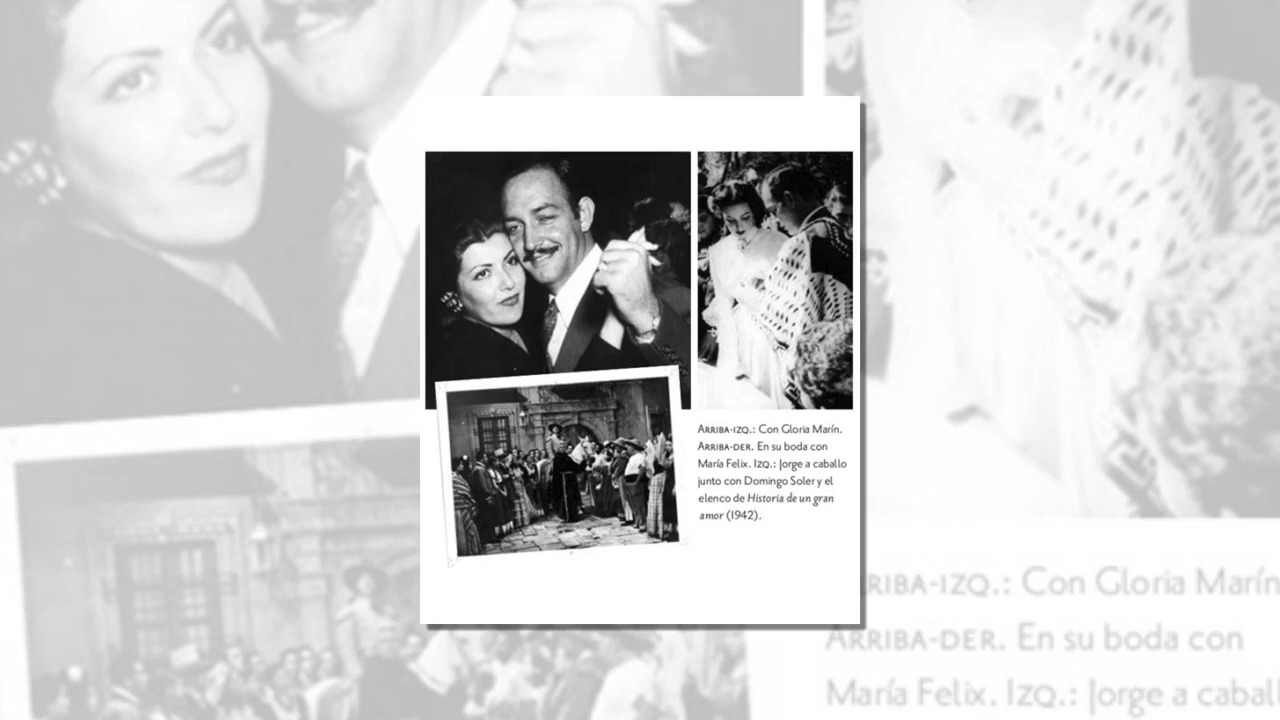 ARRIBA-IZQ.: Con Gloria Marín.
ARRIBA-DER. En su boda con
María Felix. IZQ.: Jorge a caballo
junto con Domingo Soler y el
elenco de Historia de un gran
amor (1942).
RRIBA-IZQ.: Con Gloria Marín
ARRIBA-DER. En su boda con
María Felix. IZQ.: Jorge a caball